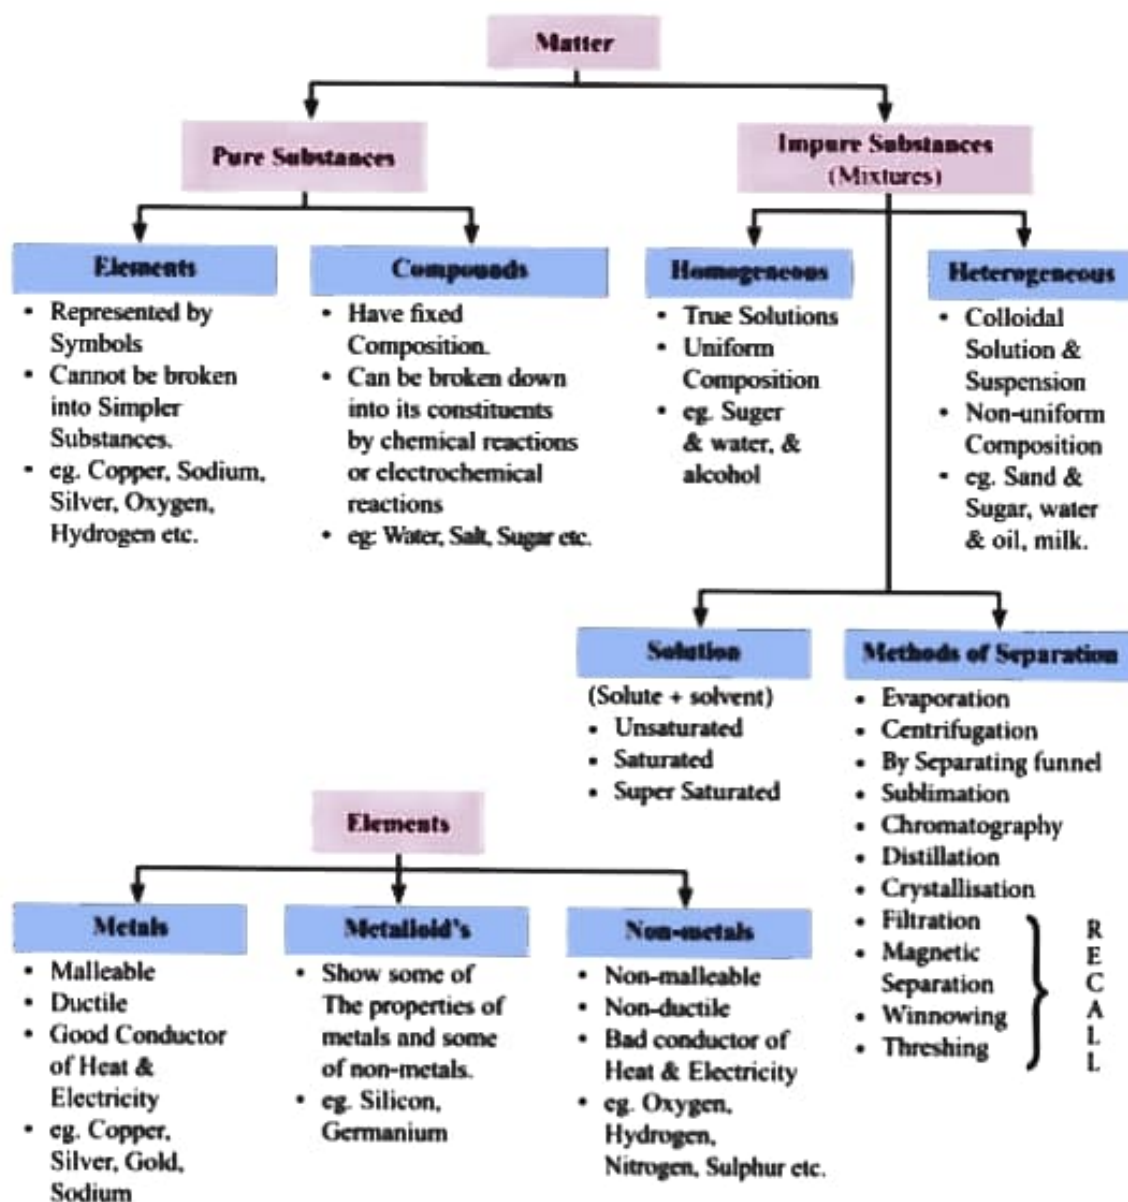 Matter
Pure Substances
Impure Substances
(Mixtures)
Elements
• Represented by
Symbols
• Cannot be broken
into Simpler
Substances.
• eg. Copper, Sodium,
Silver, Oxygen,
Hydrogen etc.
Compounds
• Have fixed
Composition.
• Can be broken down
into its constituents
by chemical reactions
or electrochemical
reactions
• eg: Water, Salt, Sugar etc.
Homogeneous
• True Solutions
• Uniform
Composition
• eg. Suger
& water, &
alcohol
Heterogeneous
• Colloidal
Solution &
Suspension
• Non-uniform
Composition
• eg. Sand &
Sugar, water
& oil, milk.
Solution
(Solute + solvent)
• Unsaturated
• Saturated
• Super Saturated
Methods of Separation
• Evaporation
• Centrifugation
• By Separating funnel
• Sublimation
• Chromatography
• Distillation
• Crystallisation
• Filtration
• Magnetic
Separation
• Winnowing
• Threshing
R
E
C
A
L
L
Elements
Metals
• Malleable
• Ductile
• Good Conductor
of Heat &
Electricity
• eg. Copper,
Silver, Gold,
Sodium
Metalloid's
• Show some of
The properties of
metals and some
of non-metals.
• eg. Silicon,
Germanium
Non-metals
• Non-malleable
• Non-ductile
• Bad conductor of
Heat & Electricity
• eg. Oxygen,
Hydrogen,
Nitrogen, Sulphur etc.